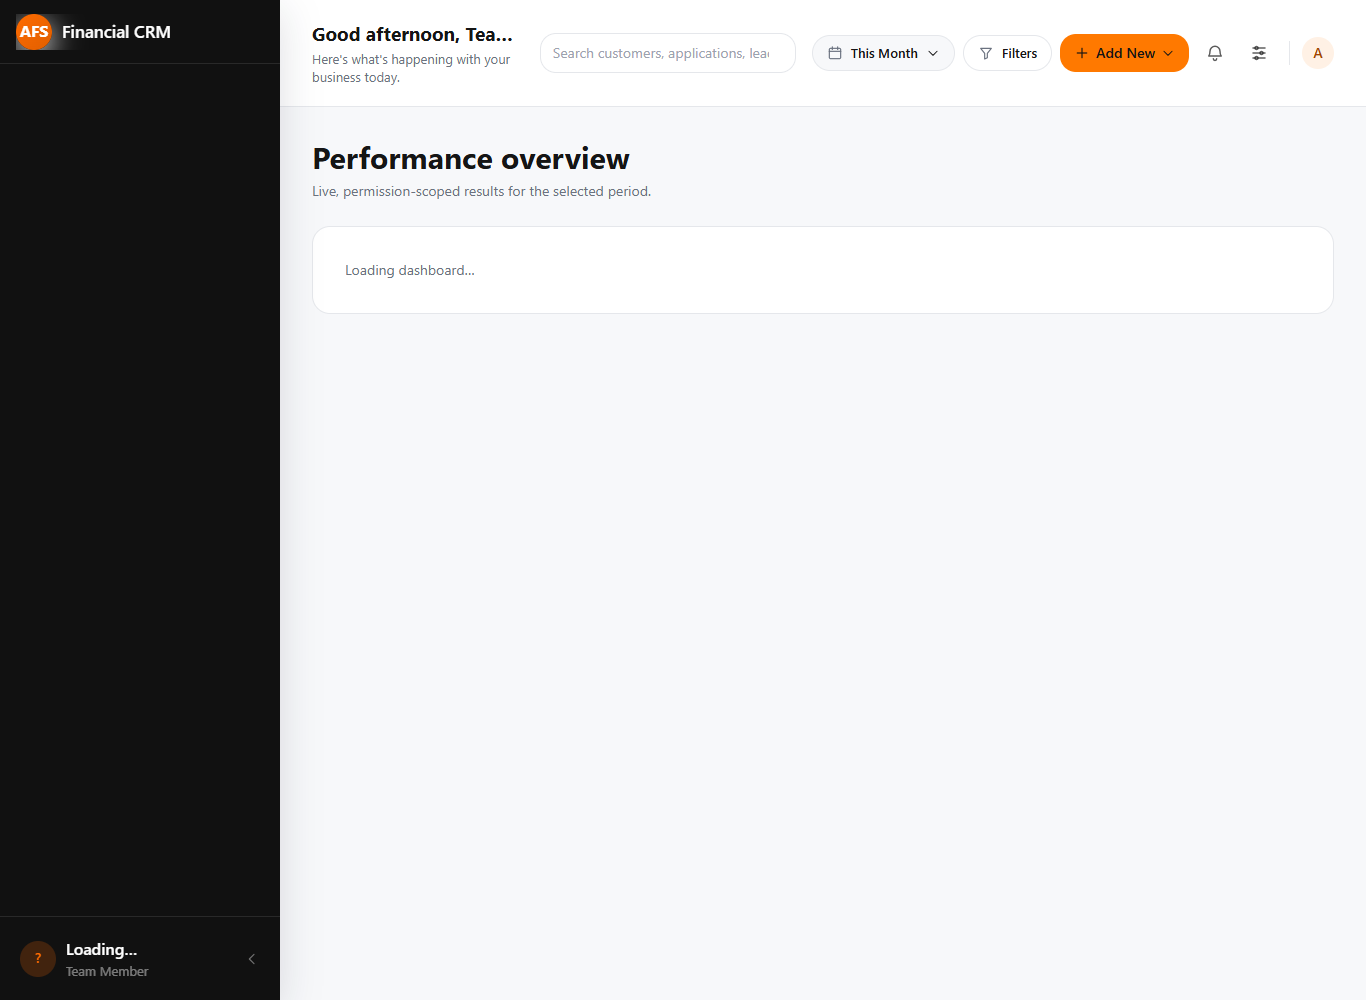 AFS
Financial CRM
Good afternoon, Tea...
Here's what's happening with your
business today.
Search customers, applications, lea
This Month
Filters
Add New
A
Performance overview
Live, permission-scoped results for the selected period.
Loading dashboard...
?
Loading...
Team Member